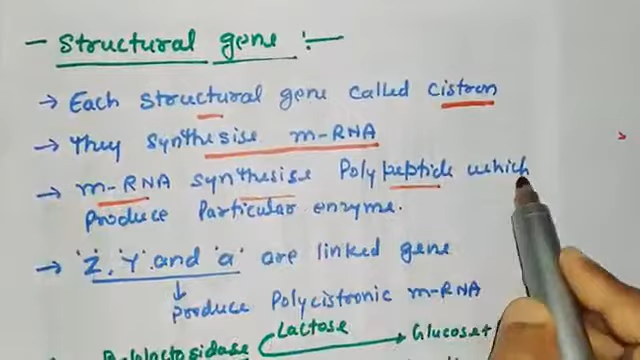 - Structural gene :-
→ Each structural gene called cistron
→ They synthesise m-RNA
→ m-RNA synthesise Polypeptide which
produce Particular enzyme.
→ 'Z', 'Y' and 'a' are linked gene
↓
produce Polycistronic m-RNA
Lactose → Glucose+